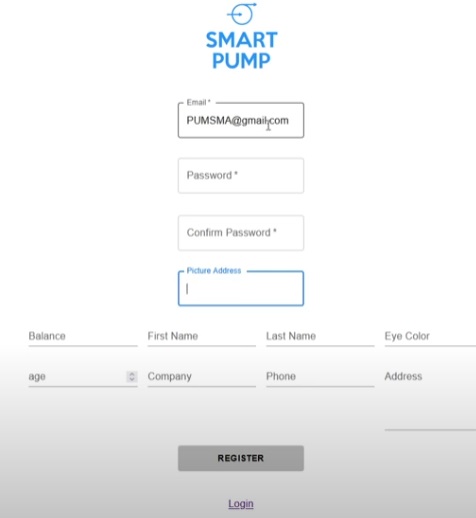 SMART
PUMP
Email *
PUMSMA@gmail.com
Password *
Confirm Password *
Picture Address
Balance First Name Last Name Eye Color
age Company Phone Address
REGISTER
Login